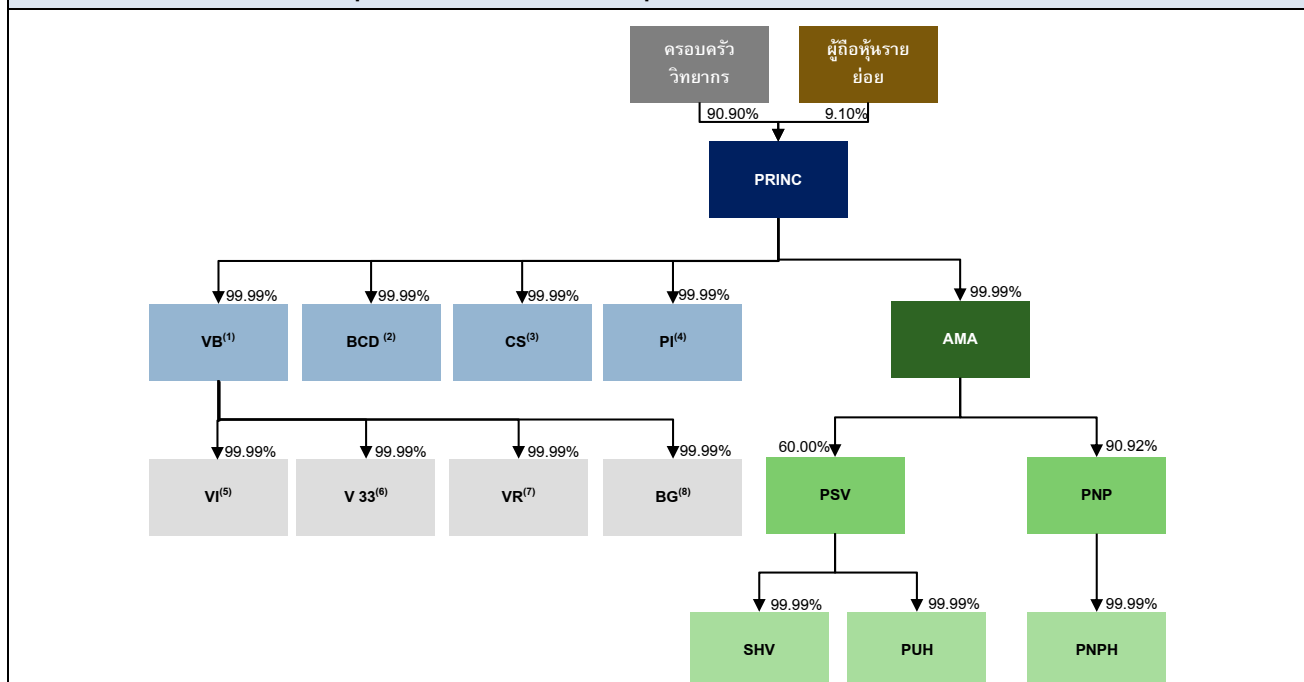 ครอบครัว
วิทยากร
ผู้ถือหุ้นราย
ย่อย
90.90%
9.10%
PRINC
99.99%
99.99%
99.99%
99.99%
99.99%
VB(1)
BCD (2)
CS(3)
PI(4)
AMA
99.99%
99.99%
99.99%
99.99%
60.00%
90.92%
VI(5)
V 33(6)
VR(7)
BG(8)
PSV
PNP
99.99%
99.99%
99.99%
SHV
PUH
PNPH